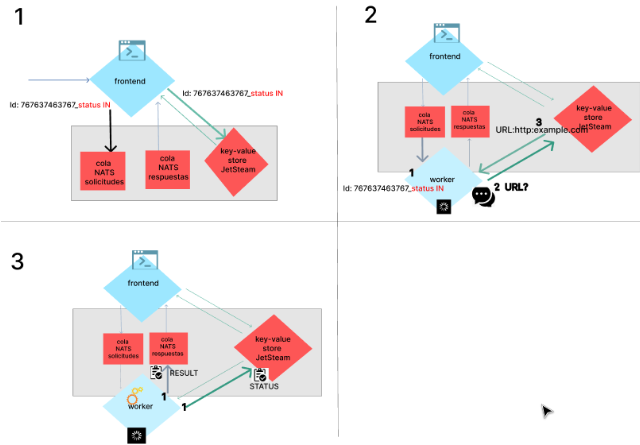 1
frontend
Id: 767637463767_status IN
Id: 767637463767_status IN
cola
NATS
solicitudes
cola
NATS
respuestas
key-value
store
JetSteam
2
frontend
cola
NATS
solicitudes
cola
NATS
respuestas
key-value
store
JetSteam
3
URL:http:example.com
1
worker
Id: 767637463767_status IN
2 URL?
3
frontend
cola
NATS
solicitudes
cola
NATS
respuestas
key-value
store
JetSteam
RESULT
STATUS
1
worker
1